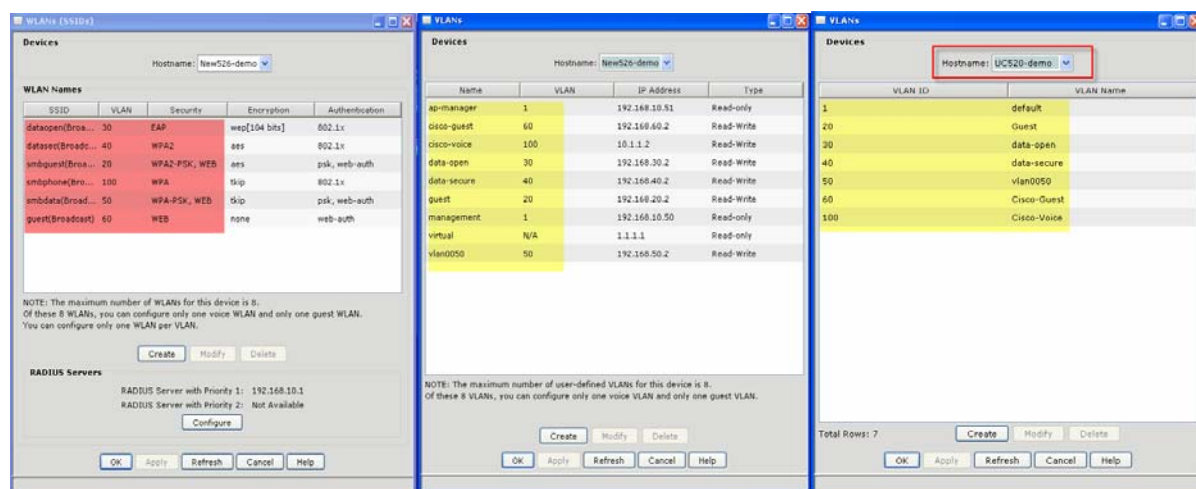 WLANs (SSIDs)
Devices
Hostname: New526-demo
WLAN Names
SSID VLAN Security Encryption Authentication
dataopen(Broa... 30 EAP wep[104 bits] 802.1x
datasec(Broadc... 40 WPA2 aes 802.1x
smbguest(Broa... 20 WPA2-PSK, WEB aes psk, web-auth
smbphone(Bro... 100 WPA tkip 802.1x
smbdata(Broad... 50 WPA-PSK, WEB tkip psk, web-auth
guest(Broadcast) 60 WEB none web-auth
NOTE: The maximum number of WLANs for this device is 8.
Of these 8 WLANs, you can configure only one voice WLAN and only one guest WLAN.
You can configure only one WLAN per VLAN.
Create Modify Delete
RADIUS Servers
RADIUS Server with Priority 1: 192.168.10.1
RADIUS Server with Priority 2: Not Available
Configure
OK Apply Refresh Cancel Help
VLANs
Devices
Hostname: New526-demo
Name VLAN IP Address Type
ap-manager 1 192.168.10.51 Read-only
cisco-guest 60 192.168.60.2 Read-Write
cisco-voice 100 10.1.1.2 Read-Write
data-open 30 192.168.30.2 Read-Write
data-secure 40 192.168.40.2 Read-Write
guest 20 192.168.20.2 Read-Write
management 1 192.168.10.50 Read-only
virtual N/A 1.1.1.1 Read-only
vlan0050 50 192.168.50.2 Read-Write
NOTE: The maximum number of user-defined VLANs for this device is 8.
Of these 8 VLANs, you can configure only one voice VLAN and only one guest VLAN.
Create Modify Delete
OK Apply Refresh Cancel Help
VLANs
Devices
Hostname: UC520-demo
VLAN ID VLAN Name
1 default
20 Guest
30 data-open
40 data-secure
50 vlan0050
60 Cisco-Guest
100 Cisco-Voice
Total Rows: 7
Create Modify Delete
OK Apply Refresh Cancel Help